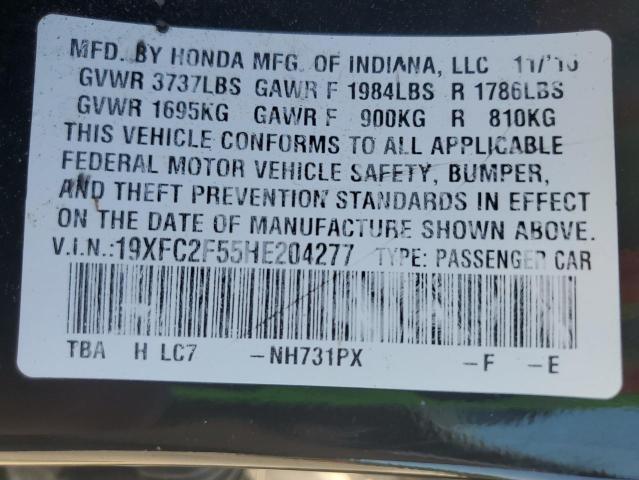 MFD. BY HONDA MFG. OF INDIANA, LLC 11/16
GVWR 3737LBS GAWR F 1984LBS R 1786LBS
GVWR 1695KG GAWR F 900KG R 810KG
THIS VEHICLE CONFORMS TO ALL APPLICABLE
FEDERAL MOTOR VEHICLE SAFETY, BUMPER,
AND THEFT PREVENTION STANDARDS IN EFFECT
ON THE DATE OF MANUFACTURE SHOWN ABOVE.
V.I.N.:19XFC2F55HE204277 TYPE: PASSENGER CAR
TBA H LC7 -NH731PX -F -E